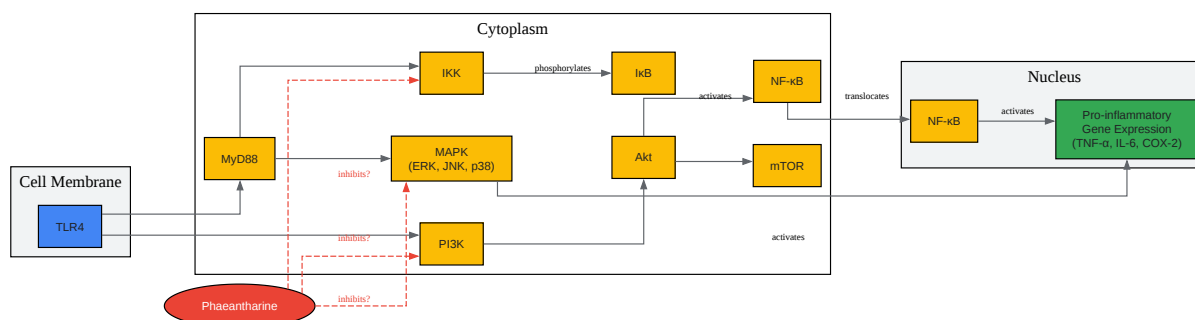 Cytoplasm
IKK
phosphorylates
IκB
NF-κB
activates
translocates
Nucleus
NF-κB
activates
Pro-inflammatory
Gene Expression
(TNF-α, IL-6, COX-2)
MyD88
MAPK
(ERK, JNK, p38)
inhibits?
Akt
mTOR
Cell Membrane
TLR4
inhibits?
PI3K
activates
Phaeantharine
inhibits?